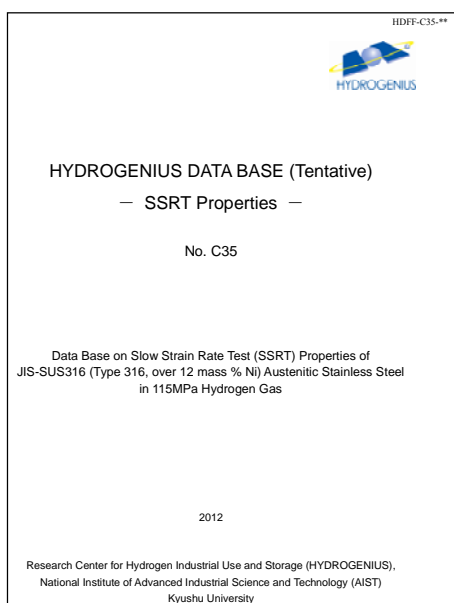 HDFF-C35-**
HYDROGENIUS
HYDROGENIUS DATA BASE (Tentative)
― SSRT Properties ―
No. C35
Data Base on Slow Strain Rate Test (SSRT) Properties of
JIS-SUS316 (Type 316, over 12 mass % Ni) Austenitic Stainless Steel
in 115MPa Hydrogen Gas
2012
Research Center for Hydrogen Industrial Use and Storage (HYDROGENIUS),
National Institute of Advanced Industrial Science and Technology (AIST)
Kyushu University